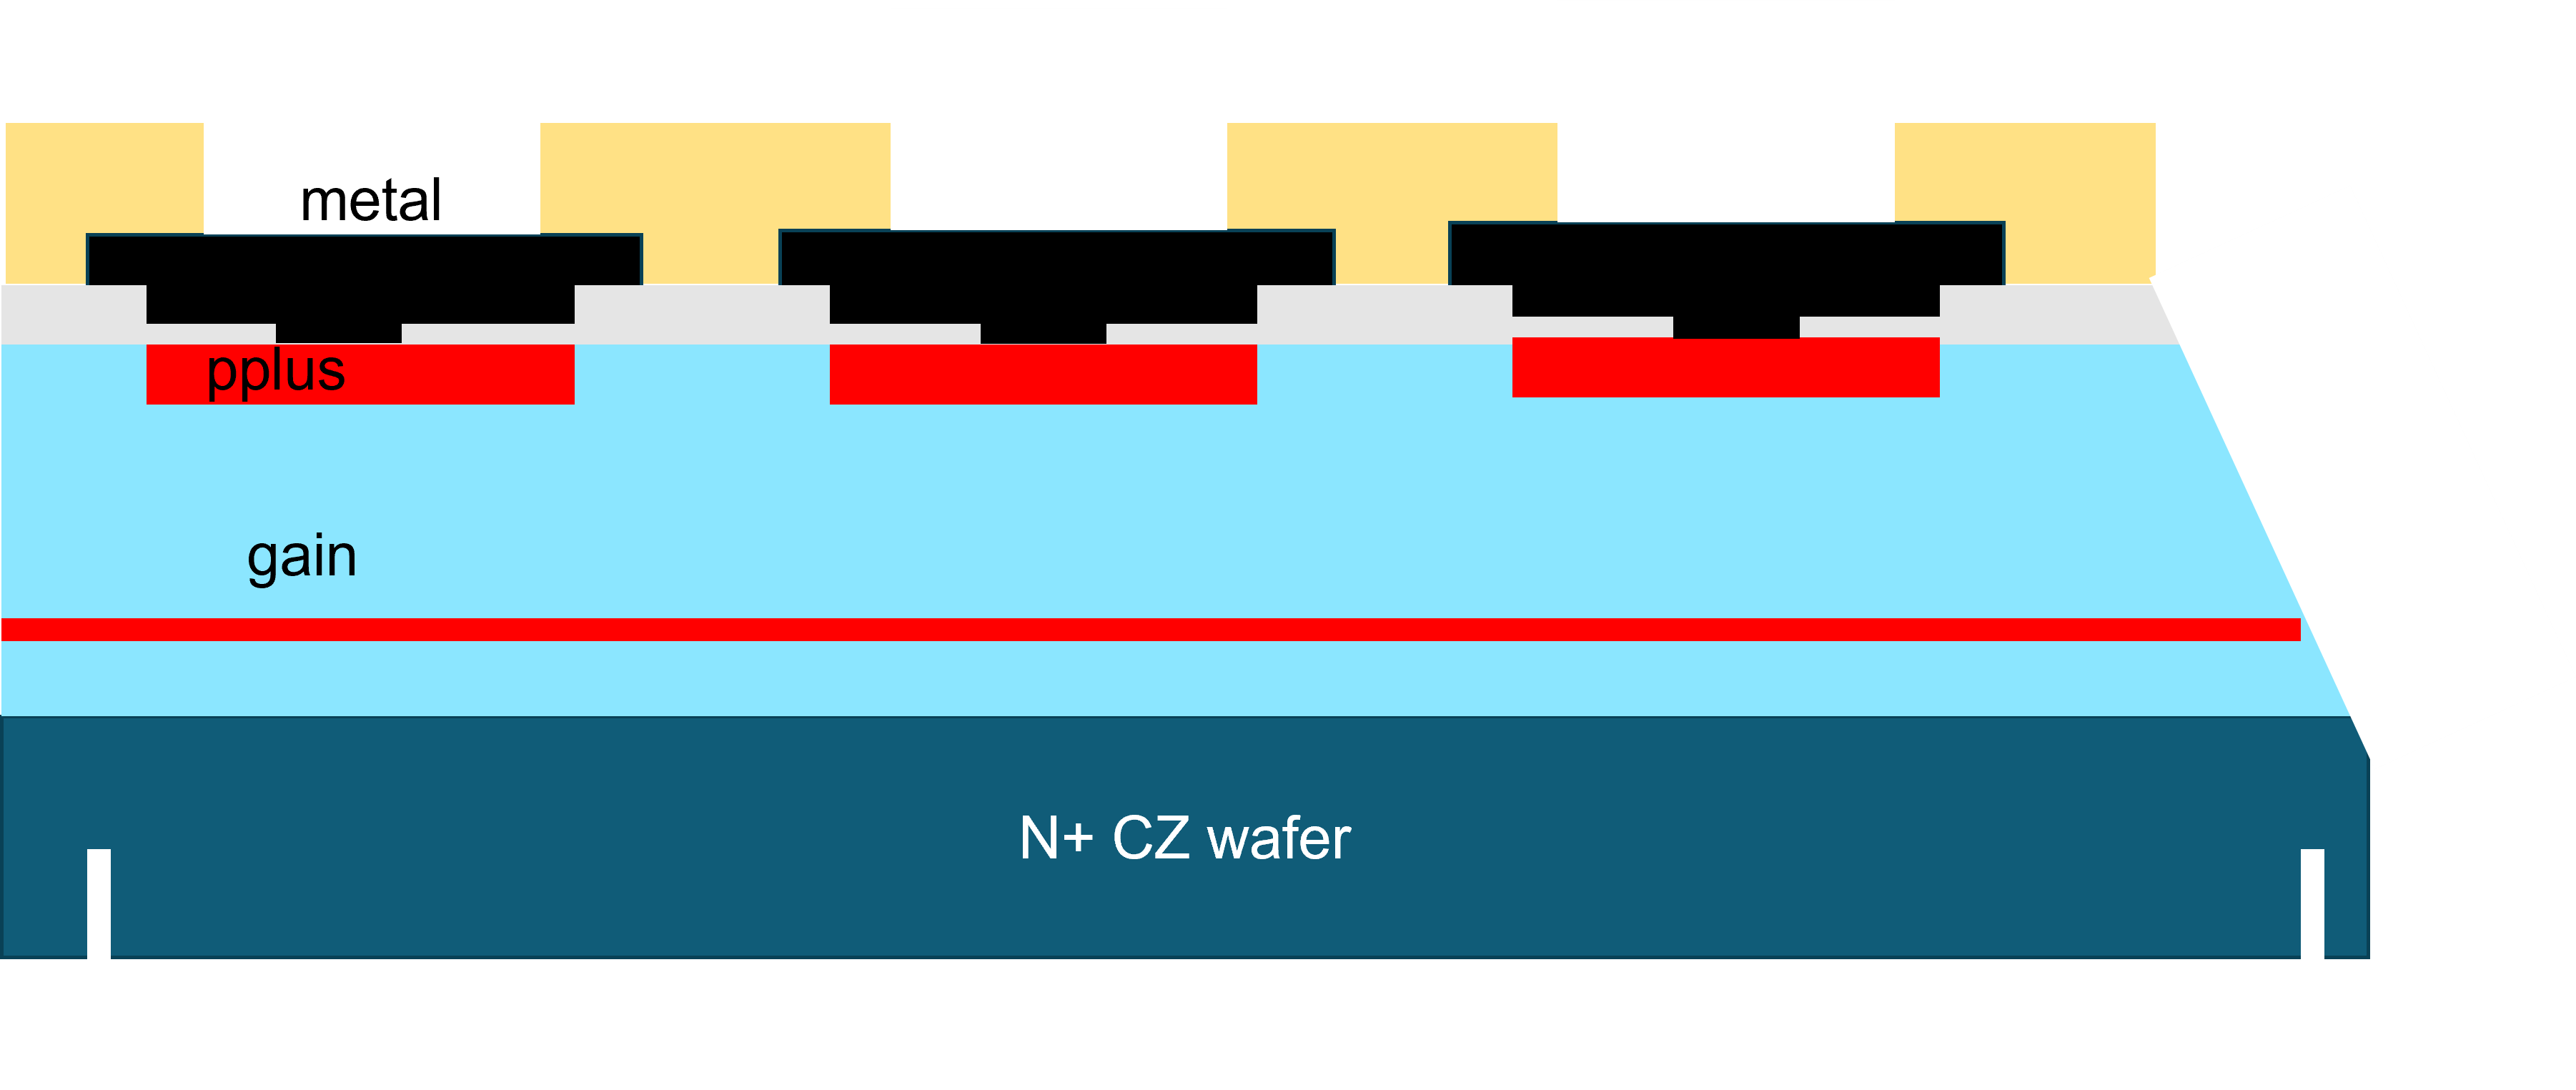 metal
pplus
gain
N+ CZ wafer